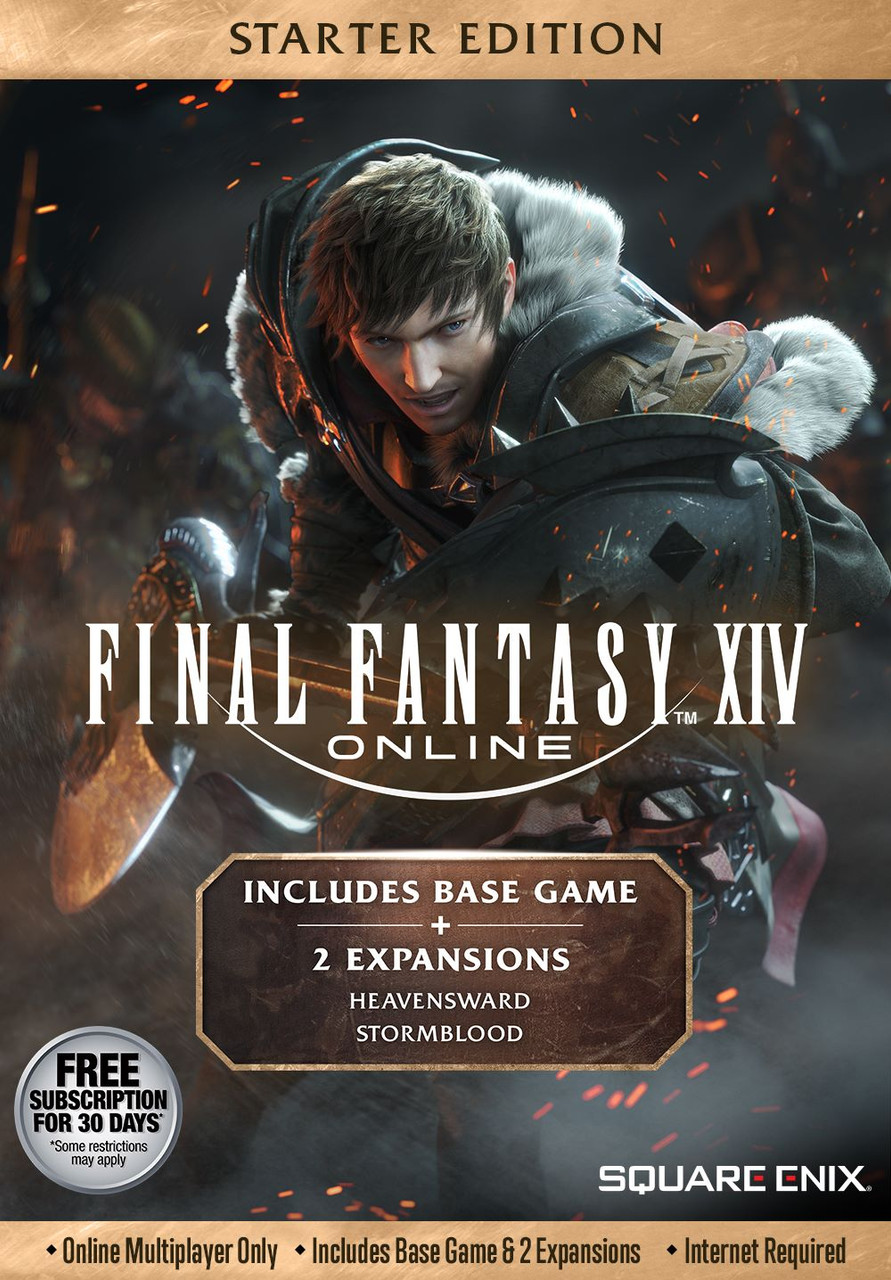 STARTER EDITION
FINAL FANTASY XIV
™
ONLINE
INCLUDES BASE GAME
+
2 EXPANSIONS
HEAVENSWARD
STORMBLOOD
FREE
SUBSCRIPTION
FOR 30 DAYS*
*Some restrictions
may apply
SQUARE ENIX®
◆ Online Multiplayer Only ◆ Includes Base Game & 2 Expansions ◆ Internet Required